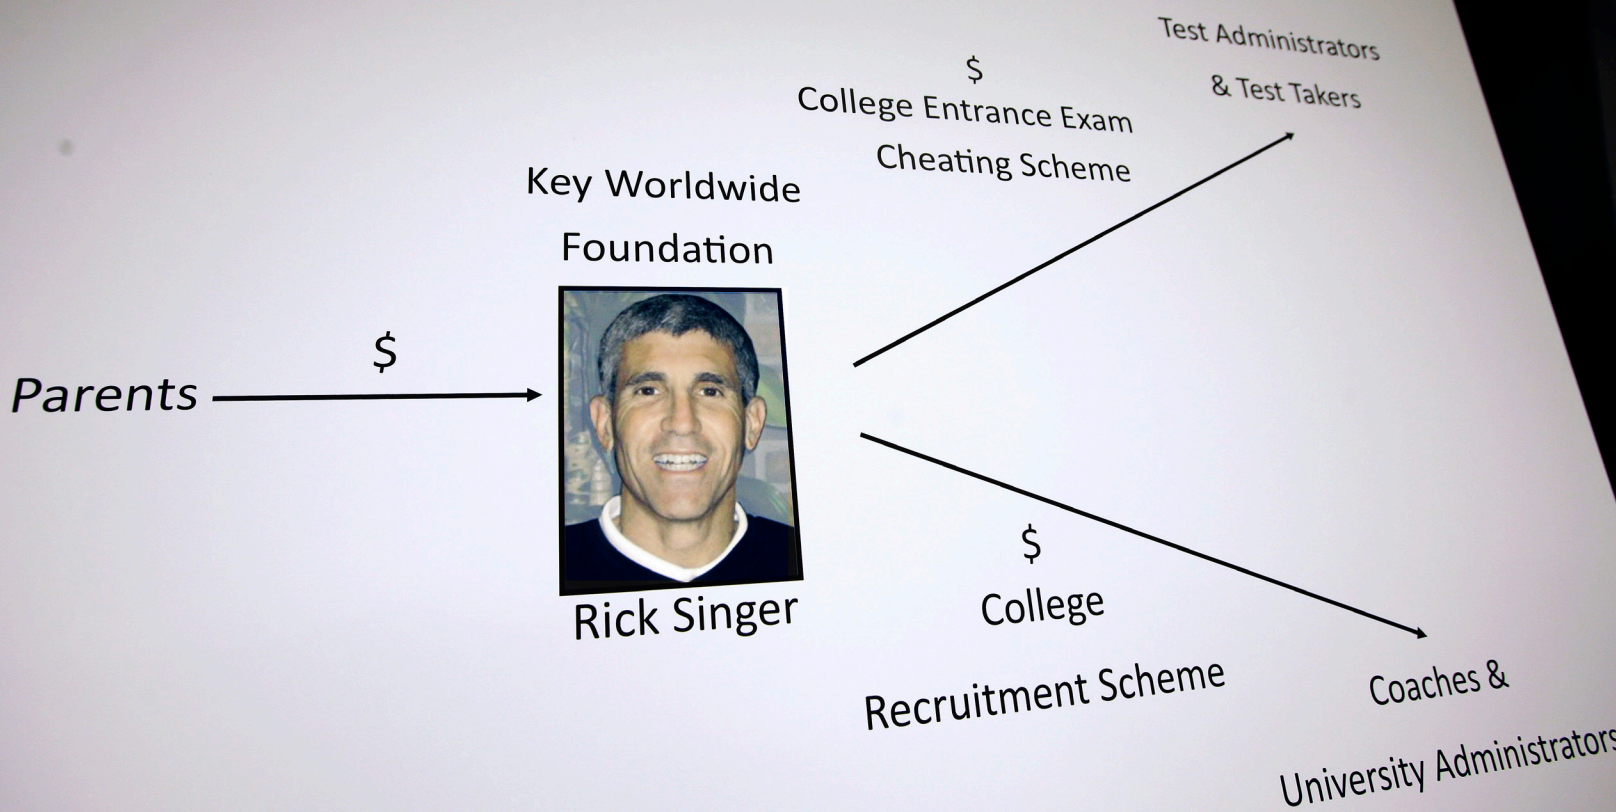 Test Administrators
& Test Takers
$
College Entrance Exam
Cheating Scheme
Key Worldwide
Foundation
$
Parents
Rick Singer
$
College
Recruitment Scheme
Coaches &
University Administrators